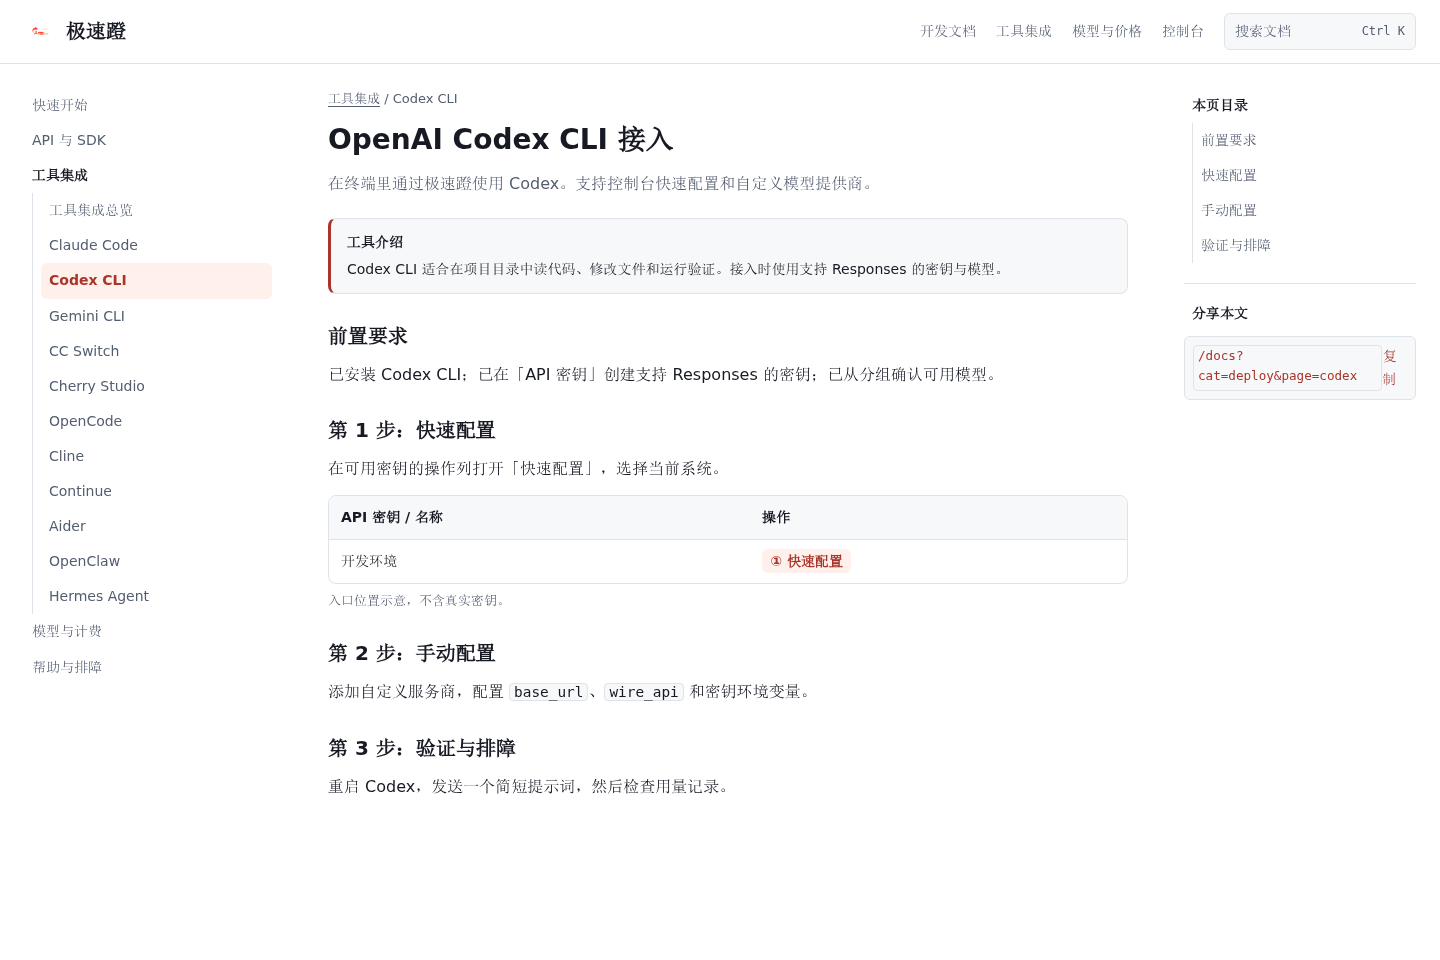 极速蹬
开发文档 工具集成 模型与价格 控制台 搜索文档 Ctrl K
快速开始
API 与 SDK
工具集成
工具集成总览
Claude Code
Codex CLI
Gemini CLI
CC Switch
Cherry Studio
OpenCode
Cline
Continue
Aider
OpenClaw
Hermes Agent
模型与计费
帮助与排障
工具集成 / Codex CLI
OpenAI Codex CLI 接入
在终端里通过极速蹬使用 Codex。支持控制台快速配置和自定义模型提供商。
工具介绍
Codex CLI 适合在项目目录中读代码、修改文件和运行验证。接入时使用支持 Responses 的密钥与模型。
前置要求
已安装 Codex CLI；已在「API 密钥」创建支持 Responses 的密钥；已从分组确认可用模型。
第 1 步：快速配置
在可用密钥的操作列打开「快速配置」，选择当前系统。
API 密钥 / 名称 操作
开发环境 ① 快速配置
入口位置示意，不含真实密钥。
第 2 步：手动配置
添加自定义服务商，配置 base_url、wire_api 和密钥环境变量。
第 3 步：验证与排障
重启 Codex，发送一个简短提示词，然后检查用量记录。
本页目录
前置要求
快速配置
手动配置
验证与排障
分享本文
/docs?
cat=deploy&page=codex
复
制